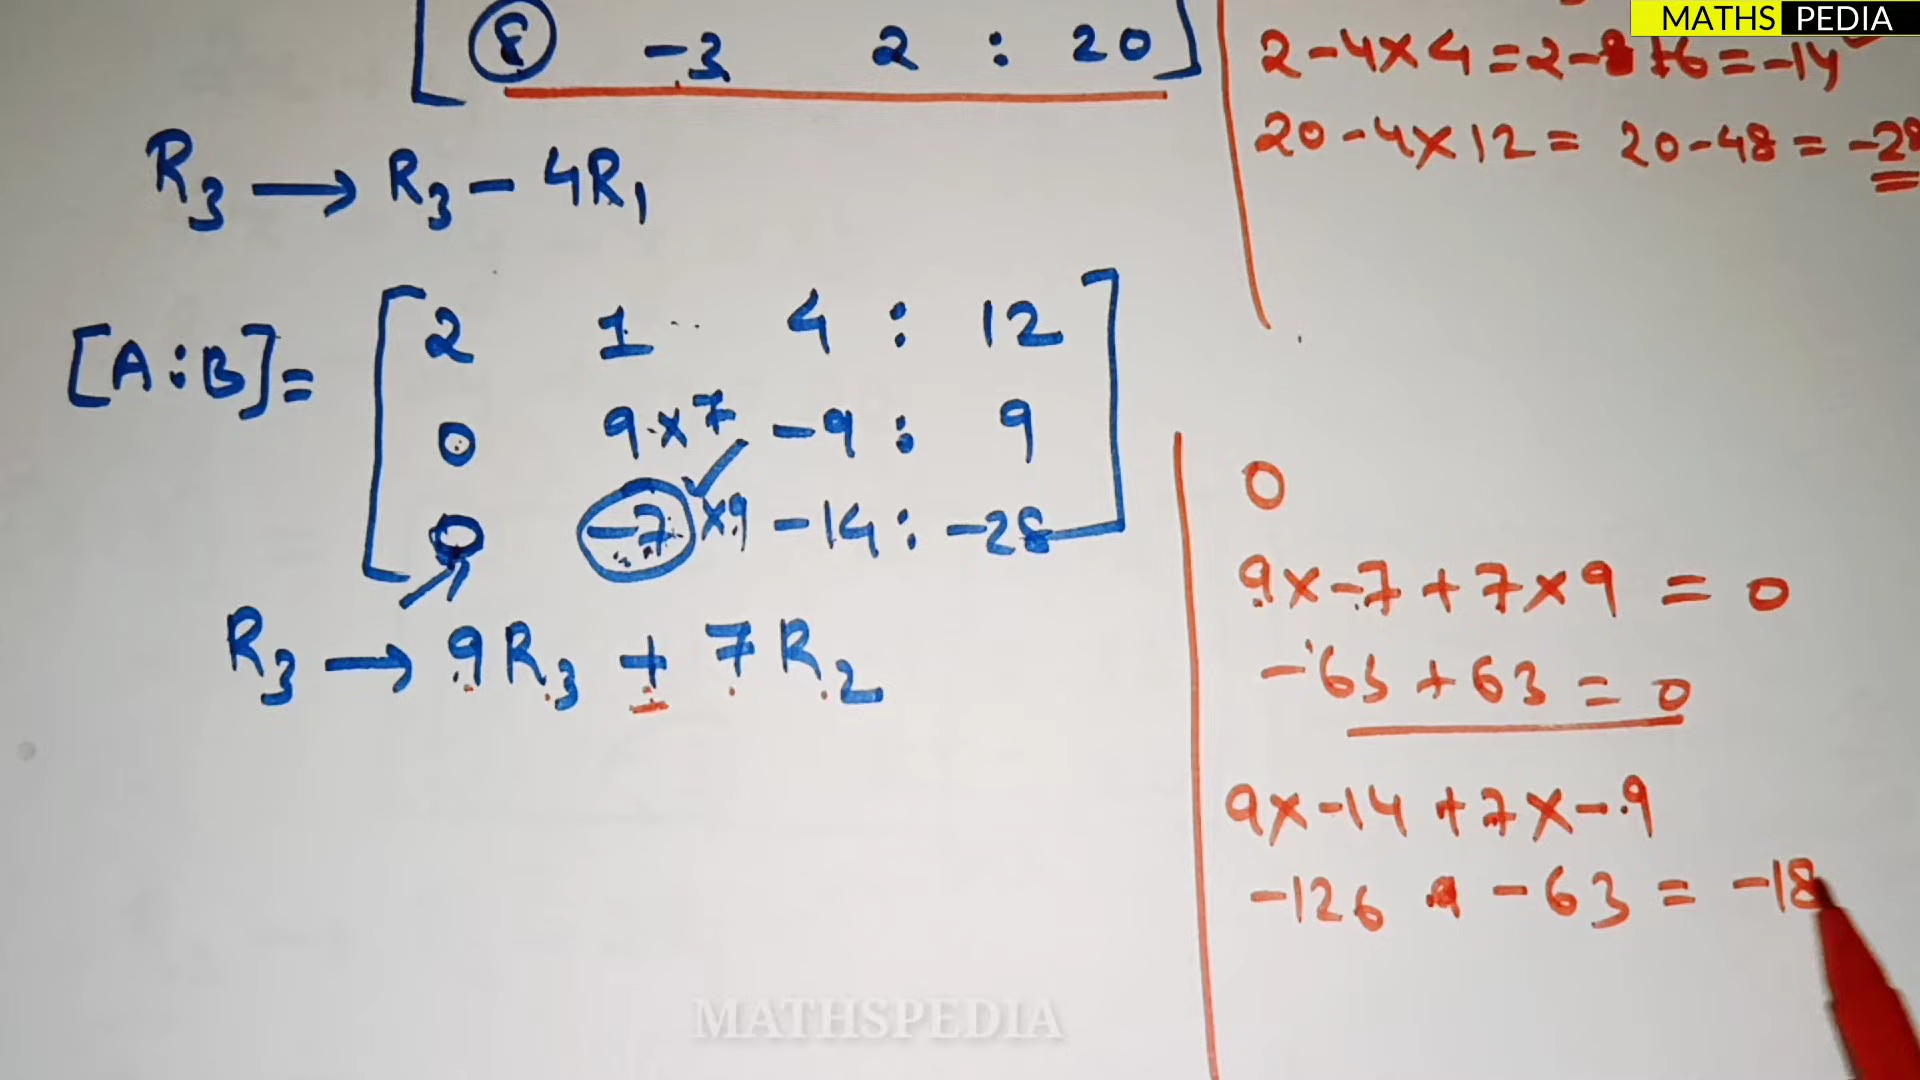 MATHS PEDIA
[ 8 -3 2 : 20 ]
2-4×4 = 2-16 = -14
20-4×12 = 20-48 = -28
R₃ → R₃ - 4R₁
[A:B] = [ 2 1 4 : 12
0 9×7 -9 : 9
0 -7×9 -14 : -28 ]
R₃ → 9R₃ + 7R₂
0
9×-7+7×9 = 0
-63+63 = 0
9×-14+7×-9
-126 -63 = -18
MATHSPEDIA